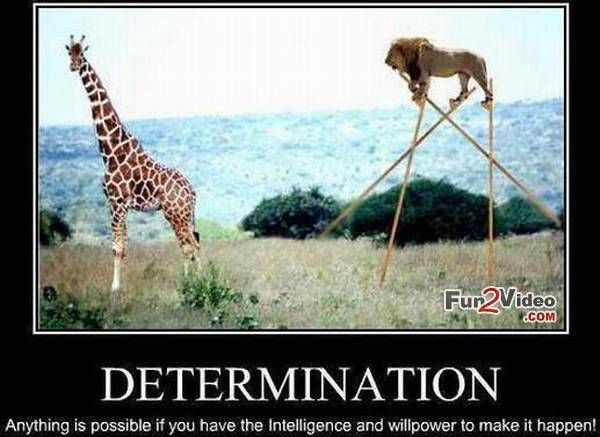 Fun2Video
.COM
DETERMINATION
Anything is possible if you have the Intelligence and willpower to make it happen!